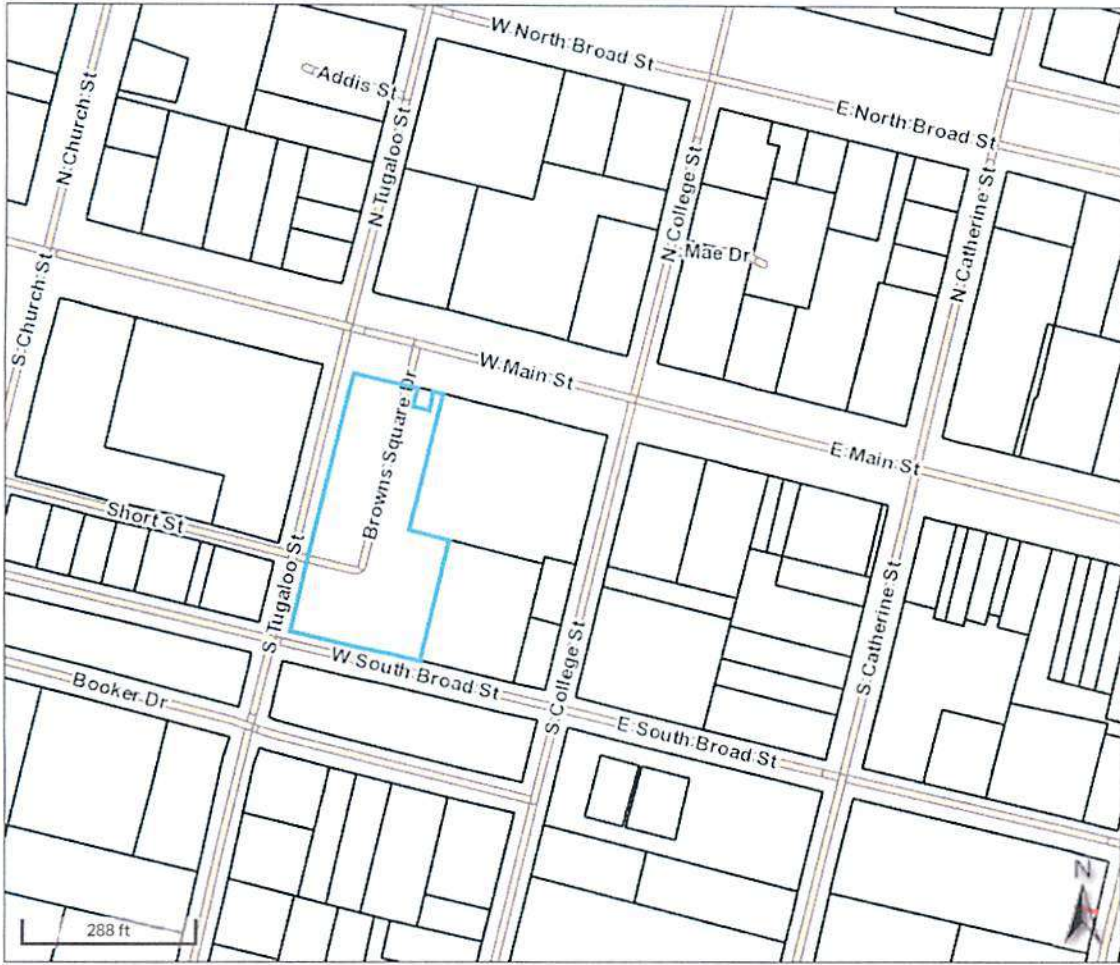 W North Broad St
Addis St
N Church St
N Tugaloo St
E North Broad St
N College St
Mae Dr
N Catherine St
S Church St
W Main St
Browns Square Dr
E Main St
Short St
S Tugaloo St
W South Broad St
S College St
S Catherine St
Booker Dr
E South Broad St
N
288 ft